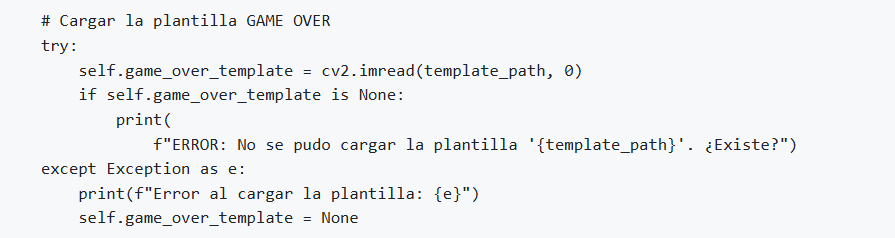 # Cargar la plantilla GAME OVER
try:
    self.game_over_template = cv2.imread(template_path, 0)
    if self.game_over_template is None:
        print(
            f"ERROR: No se pudo cargar la plantilla '{template_path}'. ¿Existe?")
except Exception as e:
    print(f"Error al cargar la plantilla: {e}")
    self.game_over_template = None